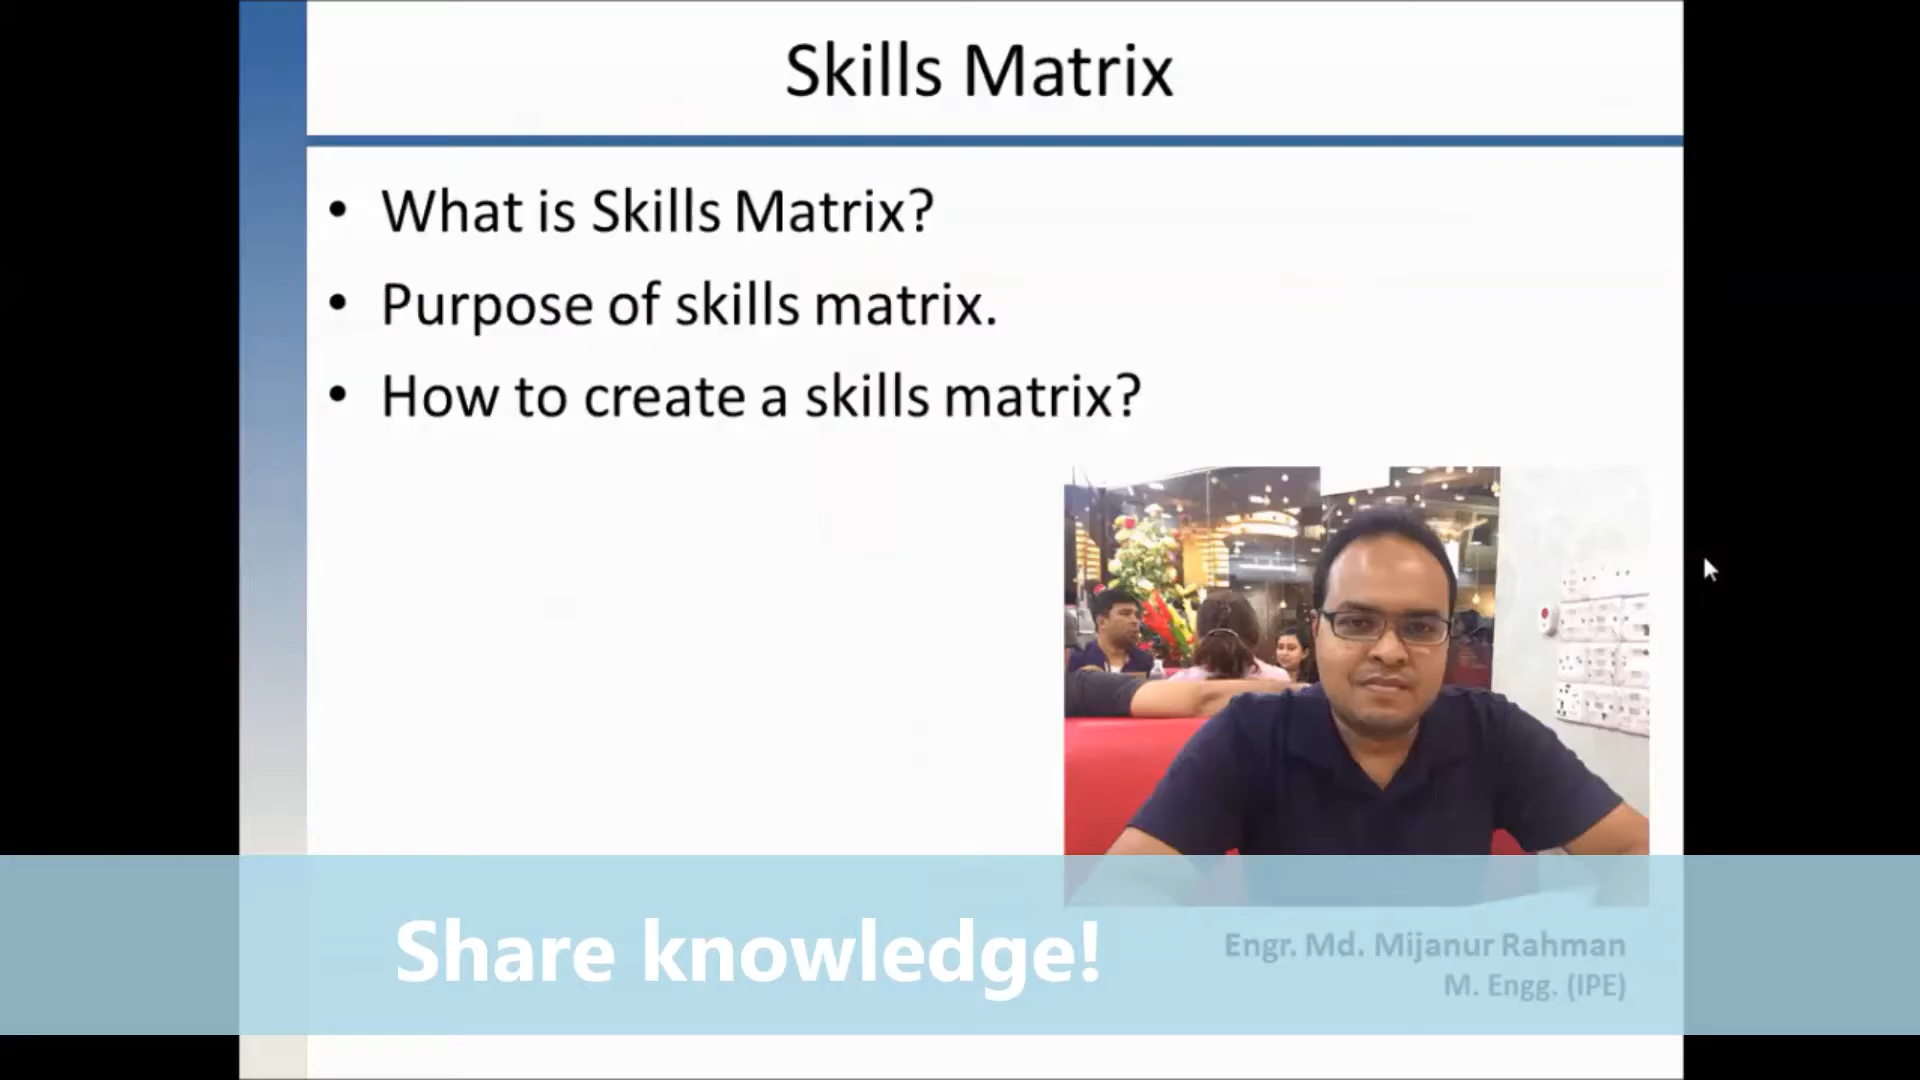 Skills Matrix
• What is Skills Matrix?
• Purpose of skills matrix.
• How to create a skills matrix?
Share knowledge!
Engr. Md. Mijanur Rahman
M. Engg. (IPE)